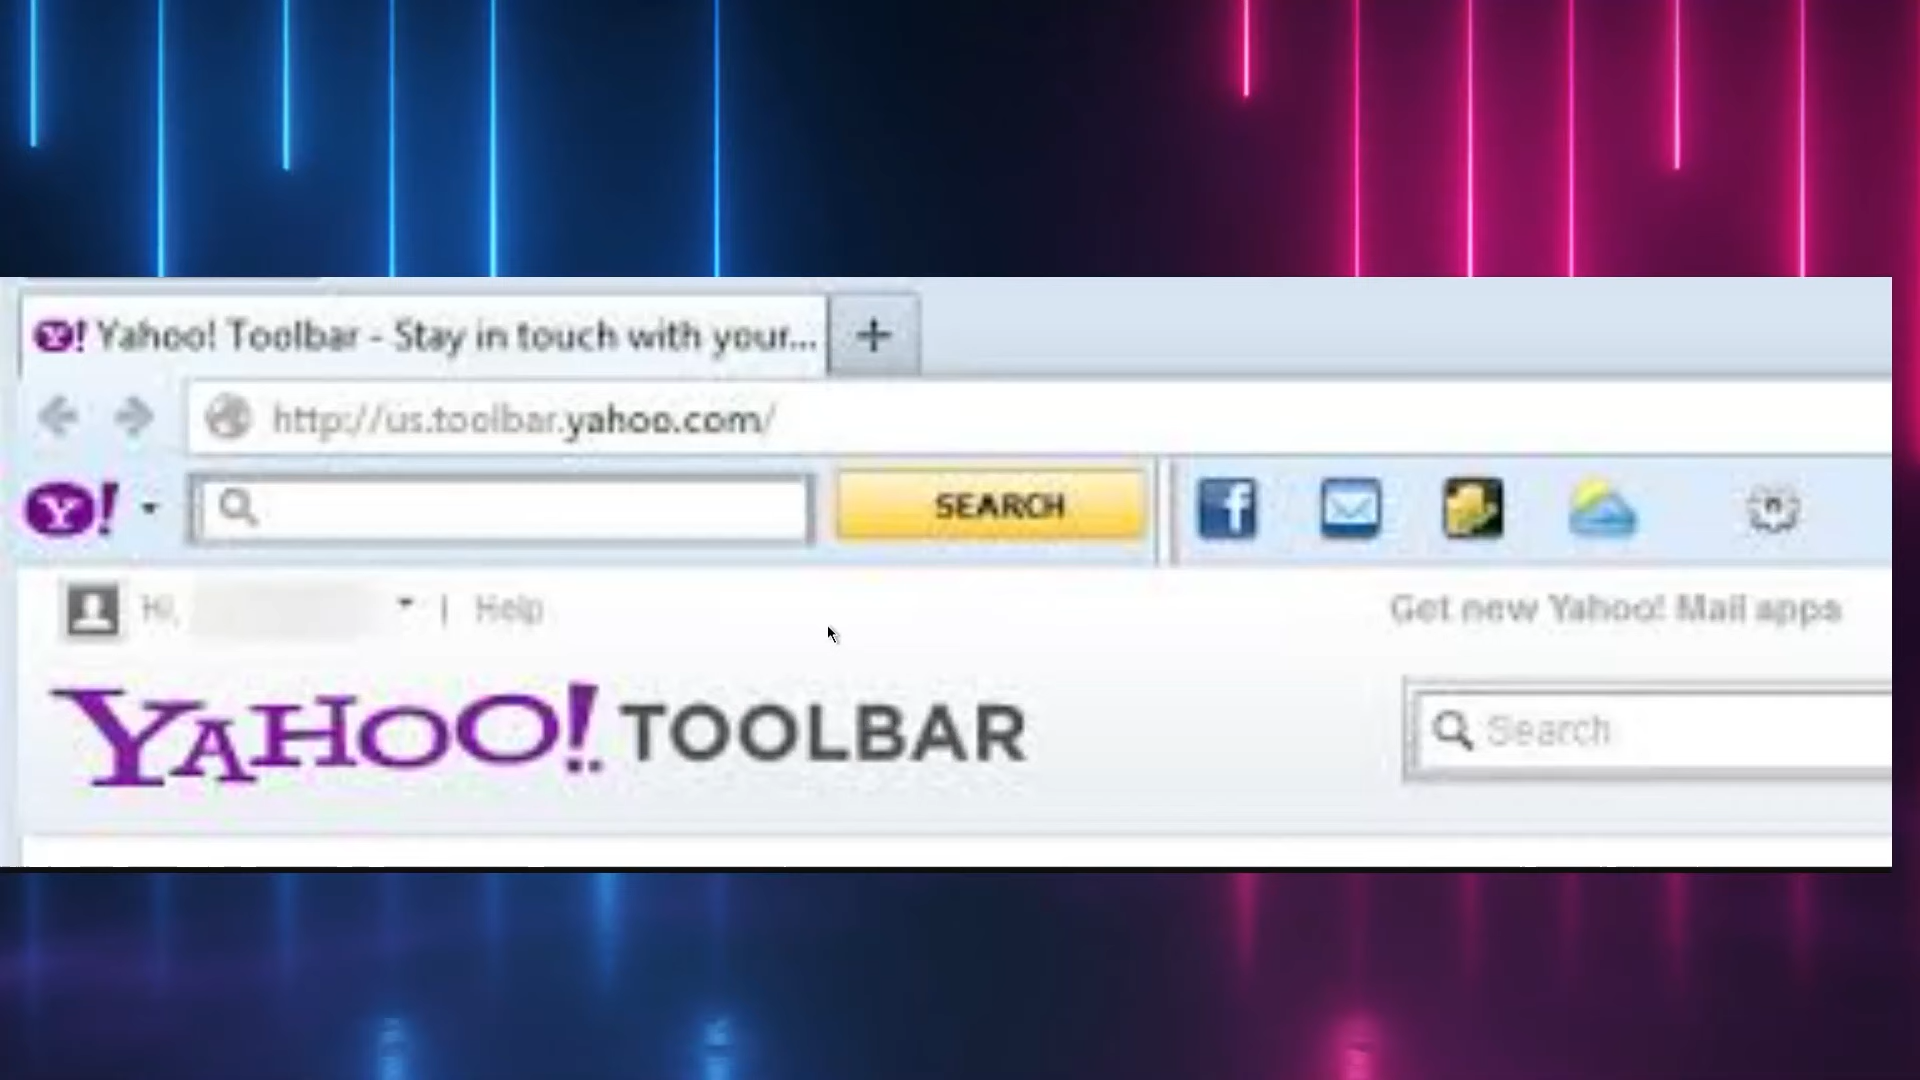 Y! Yahoo! Toolbar - Stay in touch with your...
http://us.toolbar.yahoo.com/
Y! SEARCH f
Hi, | Help Get new Yahoo! Mail apps
YAHOO! TOOLBAR Search